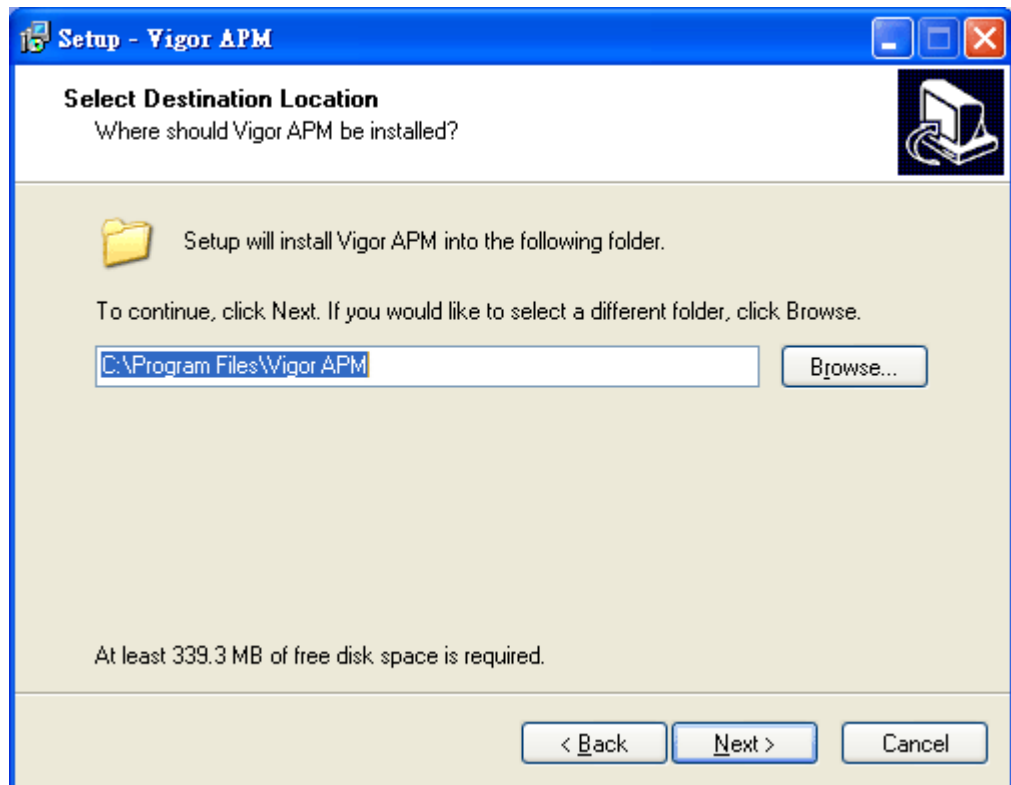 Setup - Vigor APM
Select Destination Location
Where should Vigor APM be installed?
Setup will install Vigor APM into the following folder.
To continue, click Next. If you would like to select a different folder, click Browse.
C:\Program Files\Vigor APM
Browse...
At least 339.3 MB of free disk space is required.
< Back
Next >
Cancel